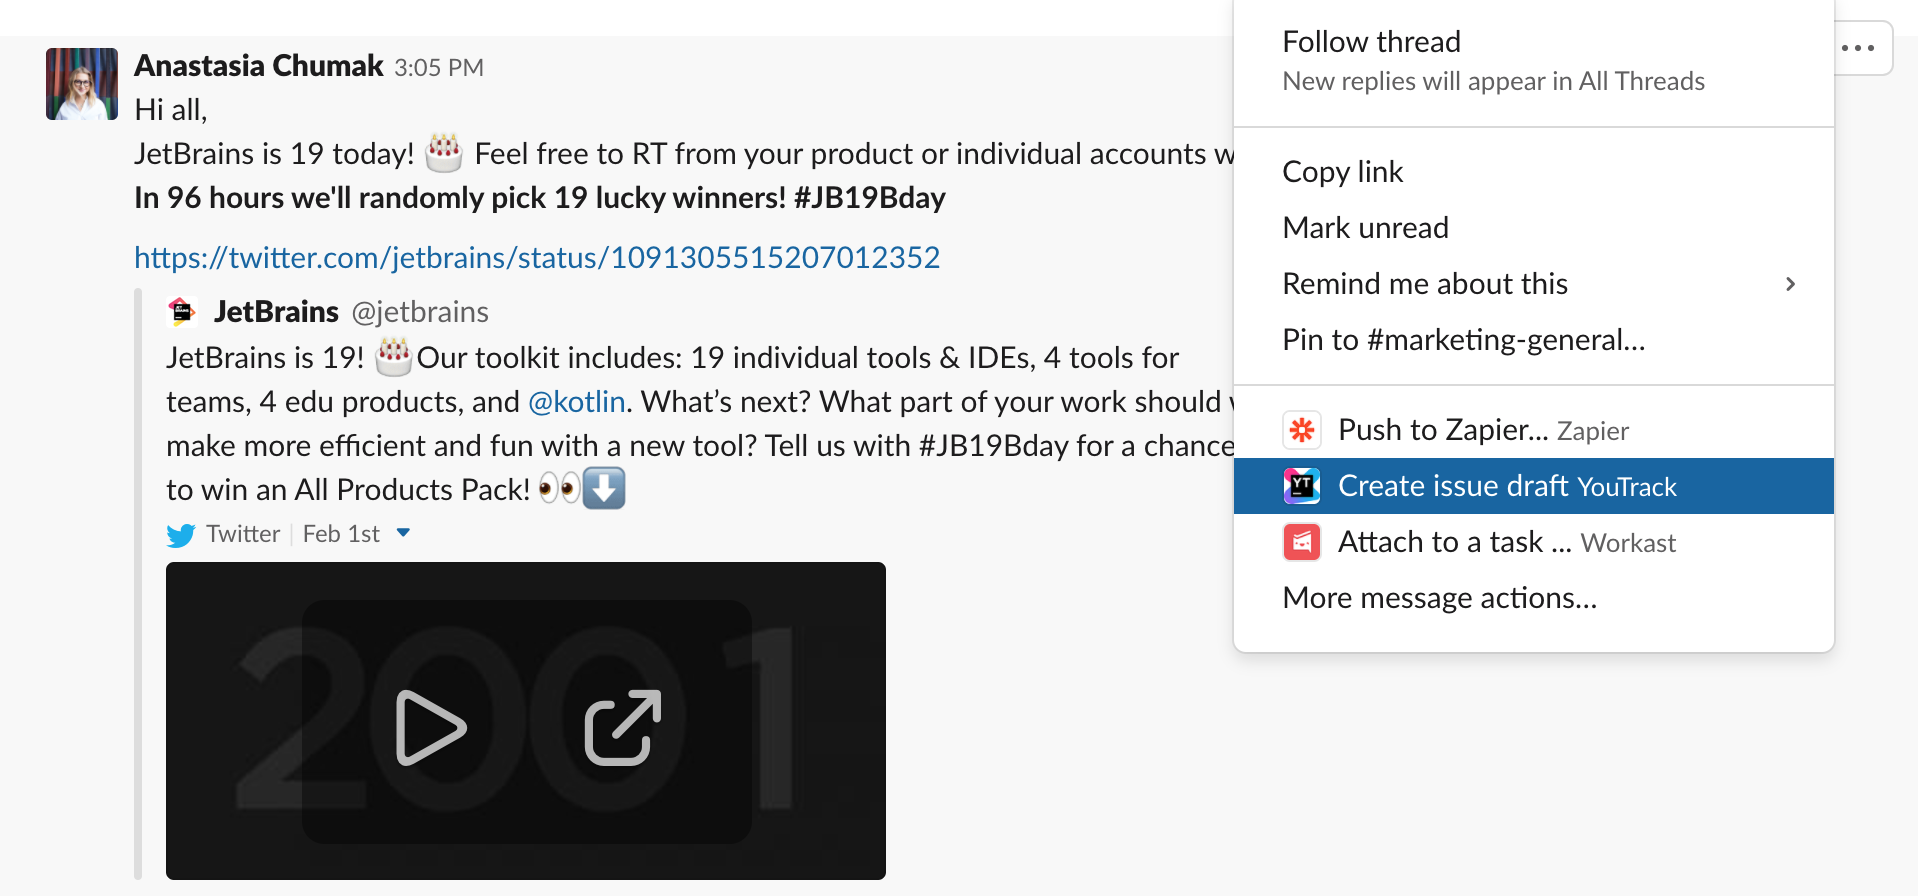 Anastasia Chumak 3:05 PM
Hi all,
JetBrains is 19 today! 🎂 Feel free to RT from your product or individual accounts w
In 96 hours we'll randomly pick 19 lucky winners! #JB19Bday
https://twitter.com/jetbrains/status/1091305515207012352
JetBrains @jetbrains
JetBrains is 19! 🎂Our toolkit includes: 19 individual tools & IDEs, 4 tools for
teams, 4 edu products, and @kotlin. What’s next? What part of your work should
make more efficient and fun with a new tool? Tell us with #JB19Bday for a chance
to win an All Products Pack! 👀⬇️
Twitter | Feb 1st
2001
Follow thread
New replies will appear in All Threads
Copy link
Mark unread
Remind me about this
Pin to #marketing-general...
Push to Zapier... Zapier
YT Create issue draft YouTrack
Attach to a task ... Workast
More message actions...